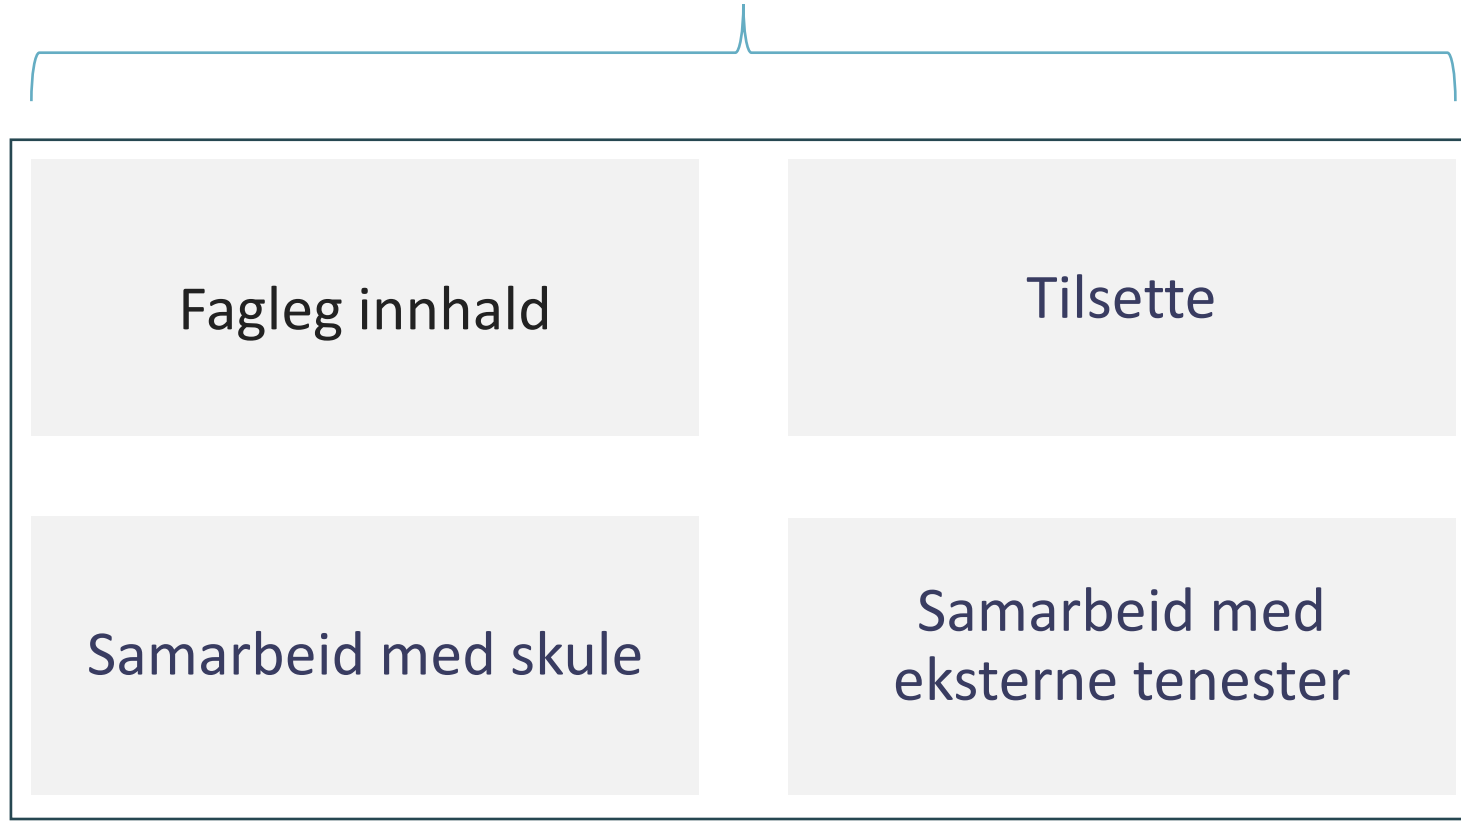 Fagleg innhald
Tilsette
Samarbeid med skule
Samarbeid med
eksterne tenester